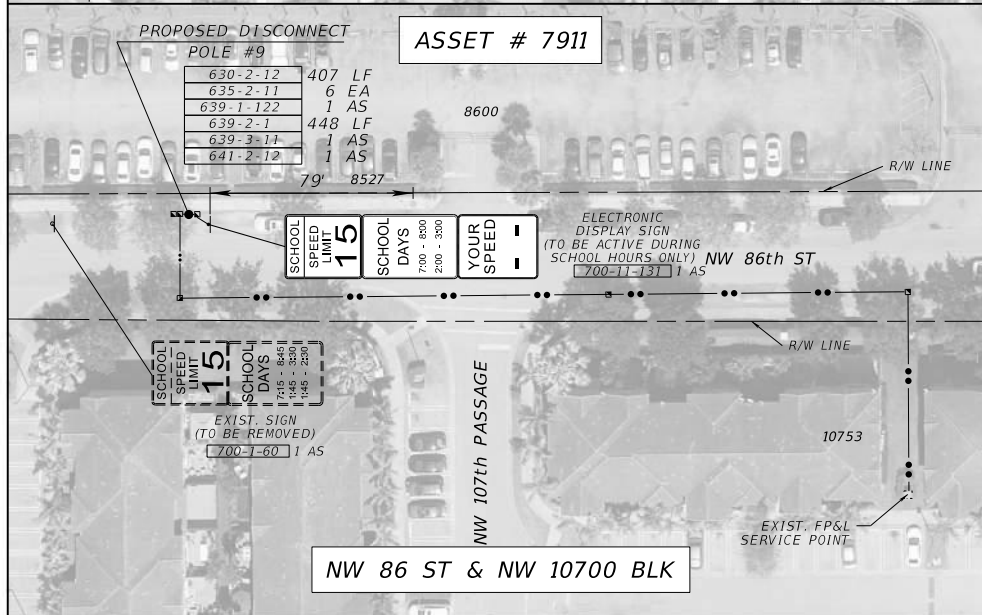 PROPOSED DISCONNECT
POLE #9
ASSET # 7911
630-2-12 407 LF
635-2-11 6 EA
639-1-122 1 AS
639-2-1 448 LF
639-3-11 1 AS
641-2-12 1 AS
8600
R/W LINE
79' 8527
SCHOOL
SPEED
LIMIT
15
SCHOOL
DAYS
7:00 - 8:00
2:00 - 3:00
YOUR
SPEED
- -
ELECTRONIC
DISPLAY SIGN
(TO BE ACTIVE DURING
SCHOOL HOURS ONLY)
700-11-131 1 AS
NW 86th ST
R/W LINE
SCHOOL
SPEED
LIMIT
15
SCHOOL
DAYS
7:15 - 8:45
1:45 - 3:30
1:45 - 2:30
EXIST. SIGN
(TO BE REMOVED)
700-1-60 1 AS
NW 107th PASSAGE
10753
EXIST. FP&L
SERVICE POINT
NW 86 ST & NW 10700 BLK